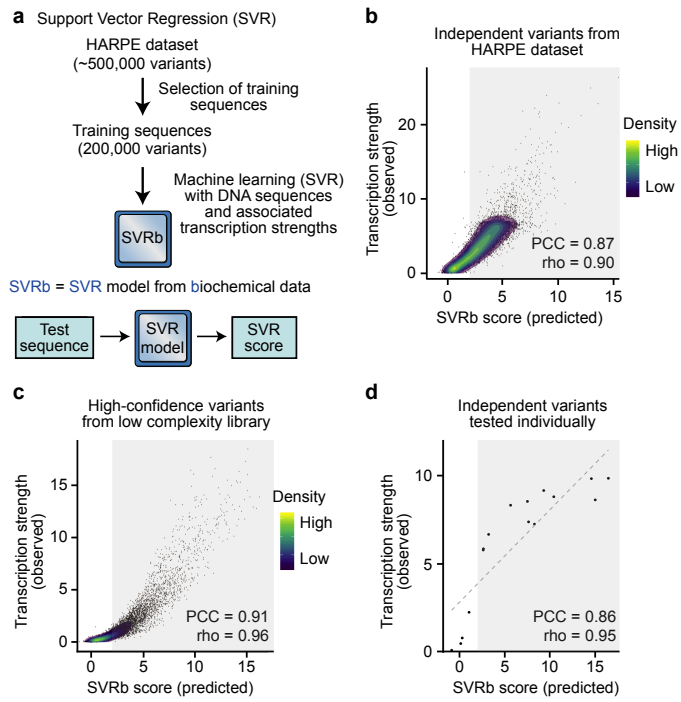 a Support Vector Regression (SVR)
HARPE dataset
(~500,000 variants)
Selection of training
sequences
Training sequences
(200,000 variants)
Machine learning (SVR)
with DNA sequences
and associated
transcription strengths
SVRb
SVRb = SVR model from biochemical data
Test
sequence
SVR
model
SVR
score
b
Independent variants from
HARPE dataset
Transcription strength
(observed)
20
10
0
0 5 10 15
SVRb score (predicted)
PCC = 0.87
rho = 0.90
Density
High
Low
c
High-confidence variants
from low complexity library
Transcription strength
(observed)
15
10
5
0
0 5 10 15
SVRb score (predicted)
PCC = 0.91
rho = 0.96
Density
High
Low
d
Independent variants
tested individually
Transcription strength
(observed)
10
5
0
0 5 10 15
SVRb score (predicted)
PCC = 0.86
rho = 0.95